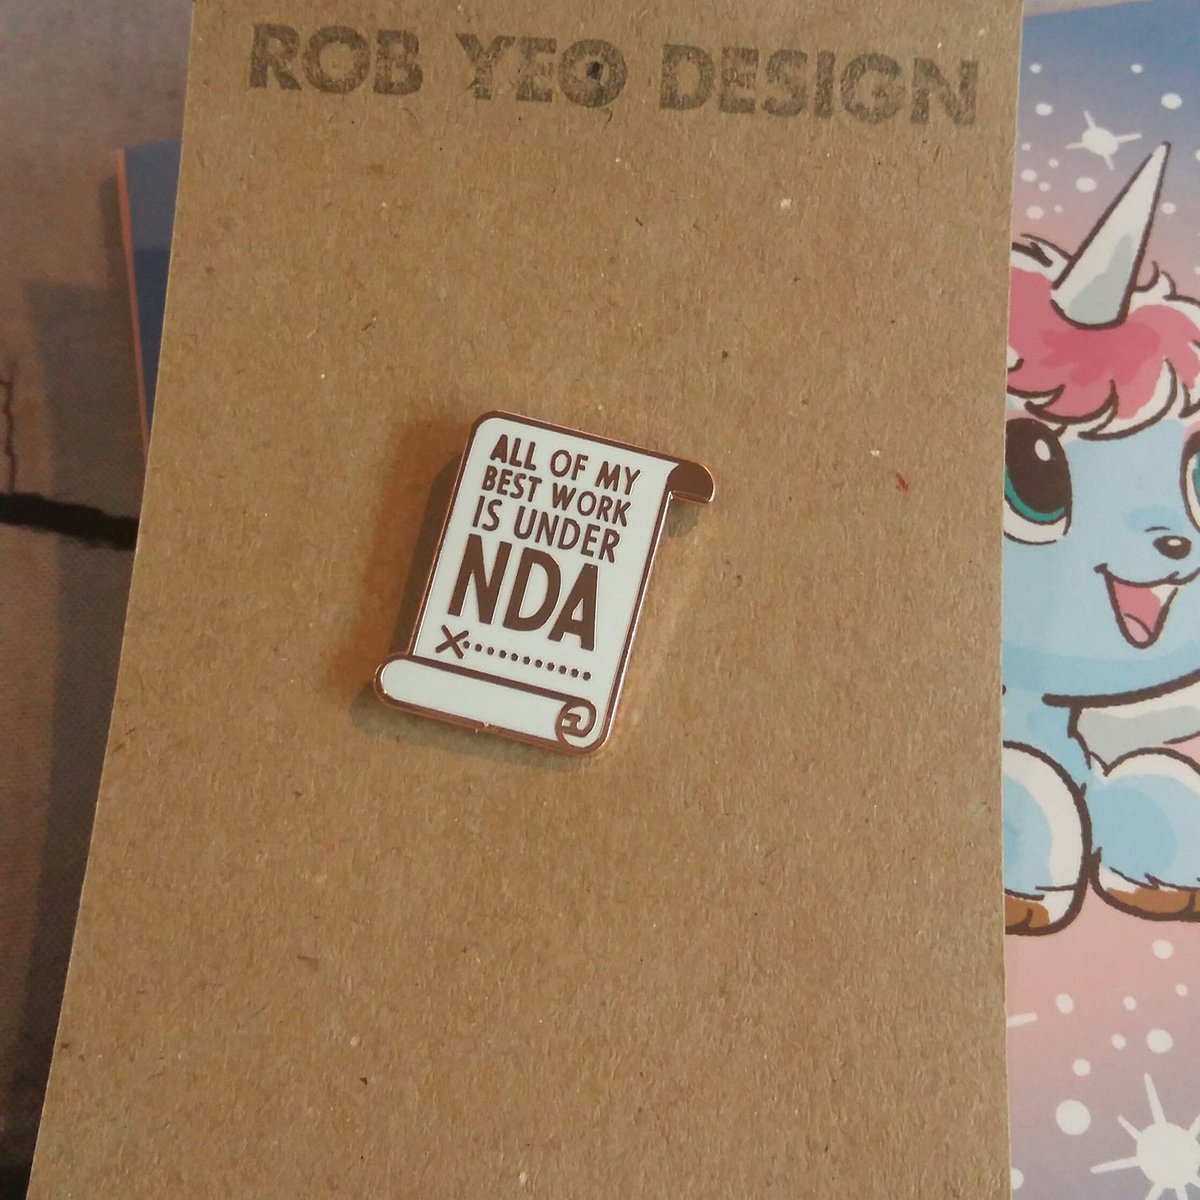 ROB YEO DESIGN
ALL OF MY
BEST WORK
IS UNDER
NDA
X............